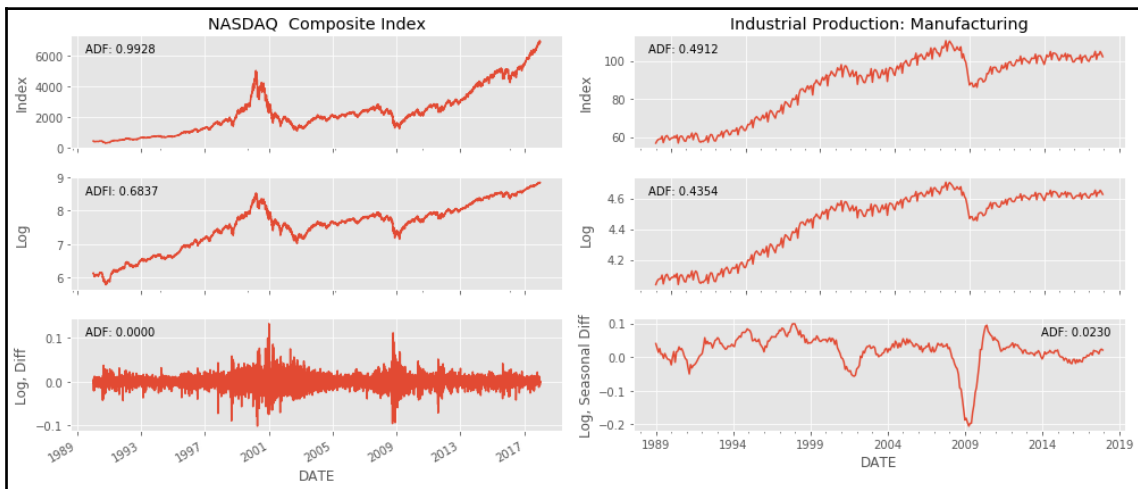 NASDAQ  Composite Index
ADF: 0.9928
6000
4000
2000
0
Index
ADFI: 0.6837
9
8
7
6
Log
ADF: 0.0000
0.1
0.0
−0.1
Log, Diff
1989
1993
1997
2001
2005
2009
2013
2017
DATE
Industrial Production: Manufacturing
ADF: 0.4912
100
80
60
Index
ADF: 0.4354
4.6
4.4
4.2
Log
ADF: 0.0230
0.1
0.0
−0.1
−0.2
Log, Seasonal Diff
1989
1994
1999
2004
2009
2014
2019
DATE